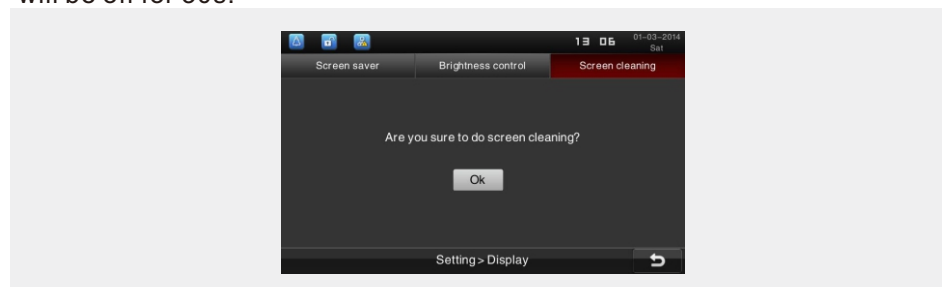 will be off for 30s.
13 06 01-03-2014
Sat
Screen saver Brightness control Screen cleaning
Are you sure to do screen cleaning?
Ok
Setting > Display